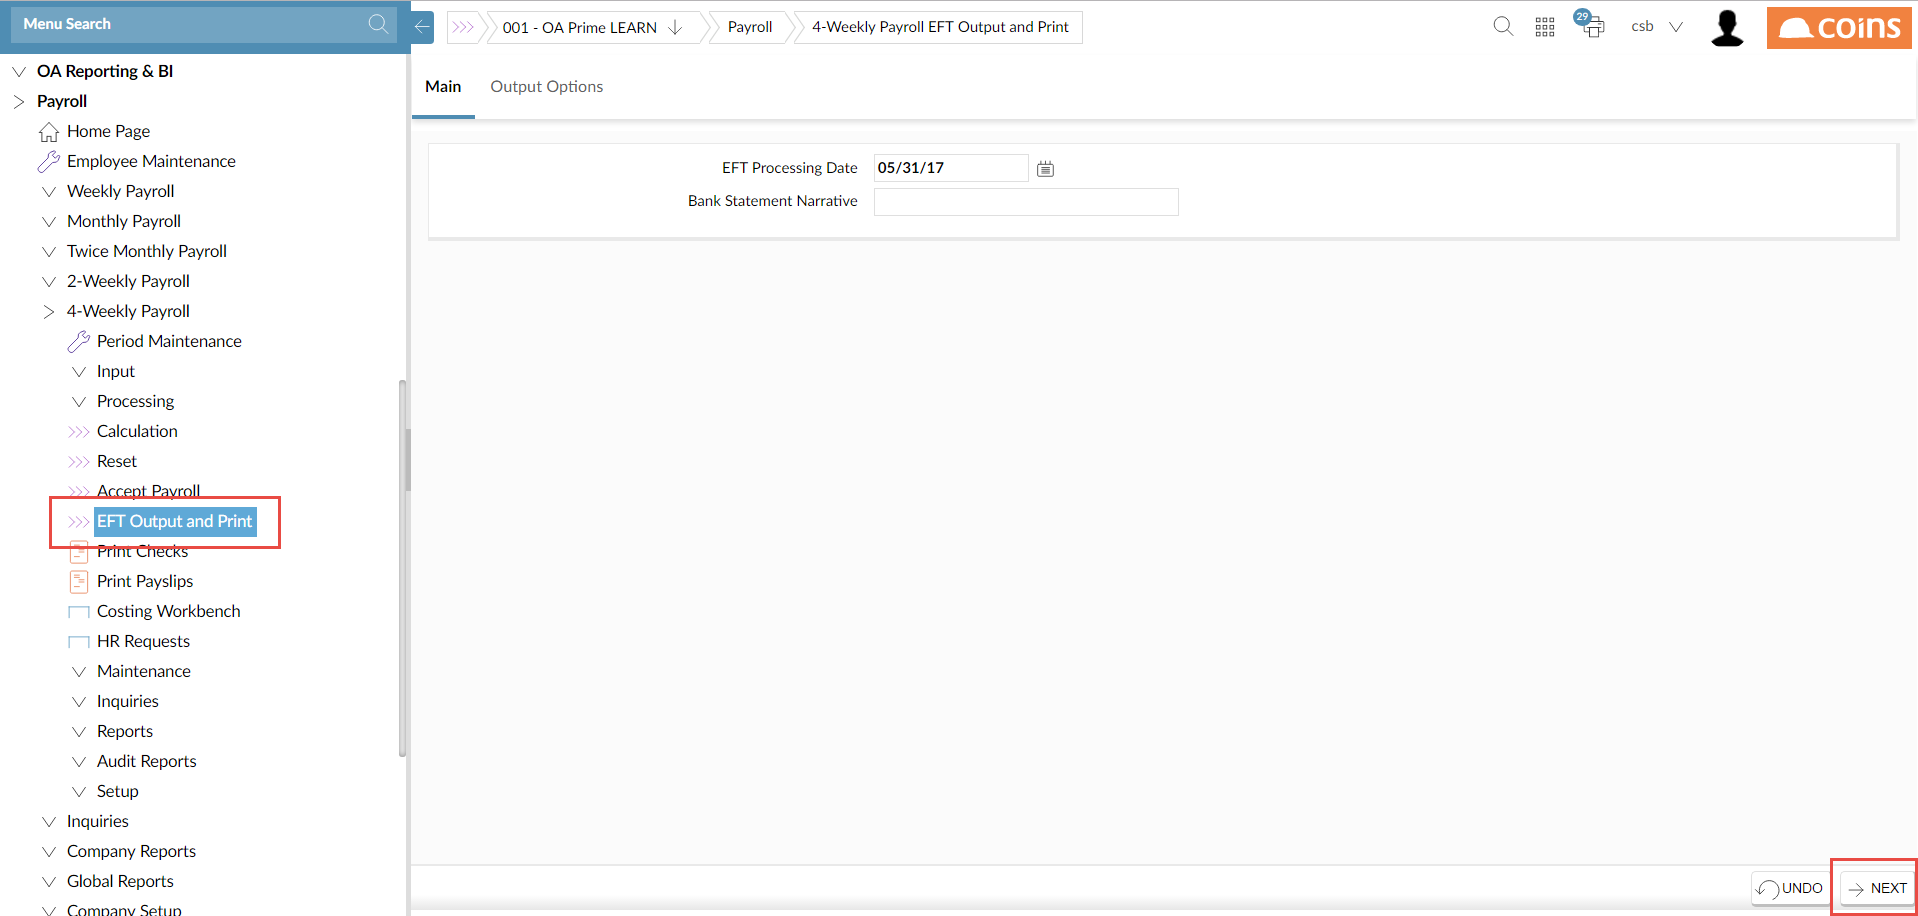 Menu Search
001 - OA Prime LEARN
Payroll
4-Weekly Payroll EFT Output and Print
29
csb
coins
OA Reporting & BI
Payroll
Home Page
Employee Maintenance
Weekly Payroll
Monthly Payroll
Twice Monthly Payroll
2-Weekly Payroll
4-Weekly Payroll
Period Maintenance
Input
Processing
Calculation
Reset
Accept Payroll
EFT Output and Print
Print Checks
Print Payslips
Costing Workbench
HR Requests
Maintenance
Inquiries
Reports
Audit Reports
Setup
Inquiries
Company Reports
Global Reports
Company Setup
Main
Output Options
EFT Processing Date 05/31/17
Bank Statement Narrative
UNDO
NEXT